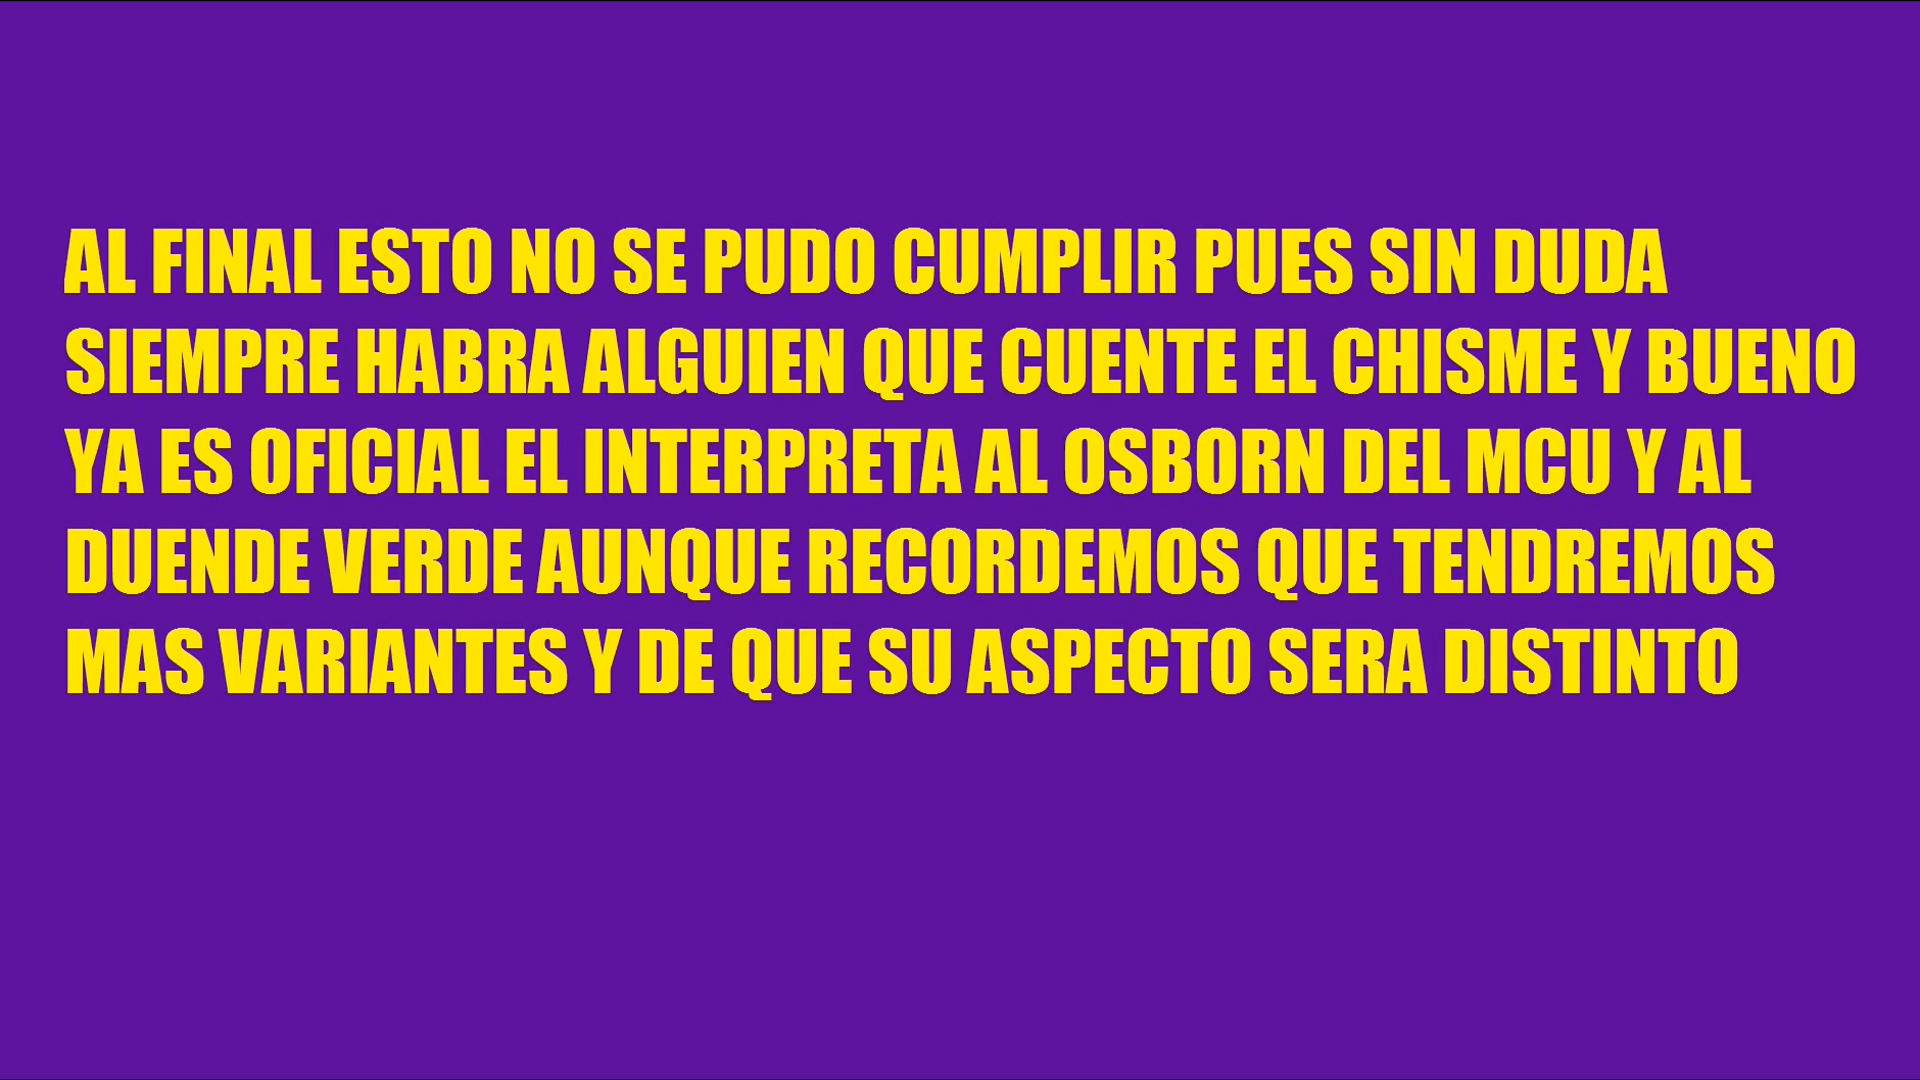 AL FINAL ESTO NO SE PUDO CUMPLIR PUES SIN DUDA
SIEMPRE HABRA ALGUIEN QUE CUENTE EL CHISME Y BUENO
YA ES OFICIAL EL INTERPRETA AL OSBORN DEL MCU Y AL
DUENDE VERDE AUNQUE RECORDEMOS QUE TENDREMOS
MAS VARIANTES Y DE QUE SU ASPECTO SERA DISTINTO